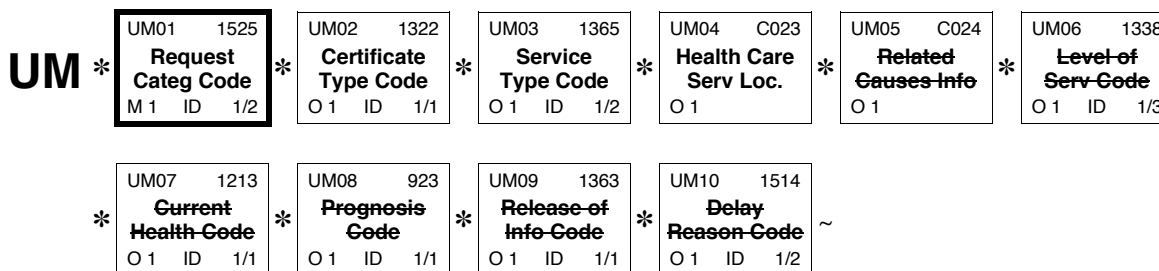 UM * UM01 1525 * UM02 1322 * UM03 1365 * UM04 C023 * UM05 C024 * UM06 1338
Request Certificate Service Health Care Related Level of
Categ Code Type Code Type Code Serv Loc. Causes Info Serv Code
M 1 ID 1/2 O 1 ID 1/1 O 1 ID 1/2 O 1 O 1 O 1 ID 1/3
* UM07 1213 * UM08 923 * UM09 1363 * UM10 1514 ~
Current Prognosis Release of Delay
Health Code Code Info Code Reason Code
O 1 ID 1/1 O 1 ID 1/1 O 1 ID 1/1 O 1 ID 1/2